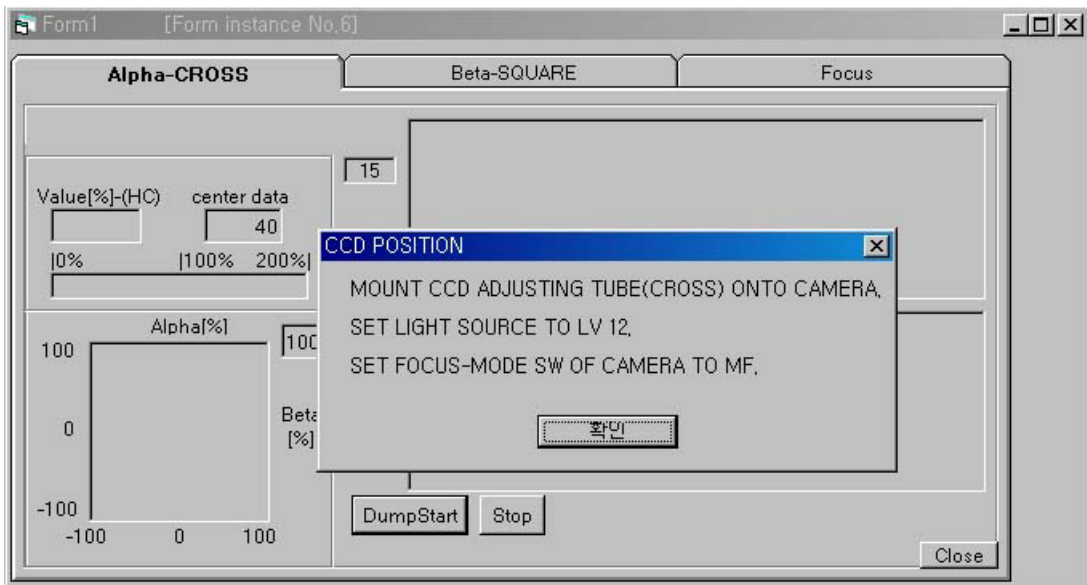 Form1 [Form instance No.6]
Alpha-CROSS Beta-SQUARE Focus
15
Value[%]-(HC) center data
40
|0% |100% 200%|
CCD POSITION
MOUNT CCD ADJUSTING TUBE(CROSS) ONTO CAMERA.
SET LIGHT SOURCE TO LV 12.
SET FOCUS-MODE SW OF CAMERA TO MF.
확인
Alpha[%]
100
100
0
Beta
[%]
-100
-100 0 100
DumpStart Stop
Close